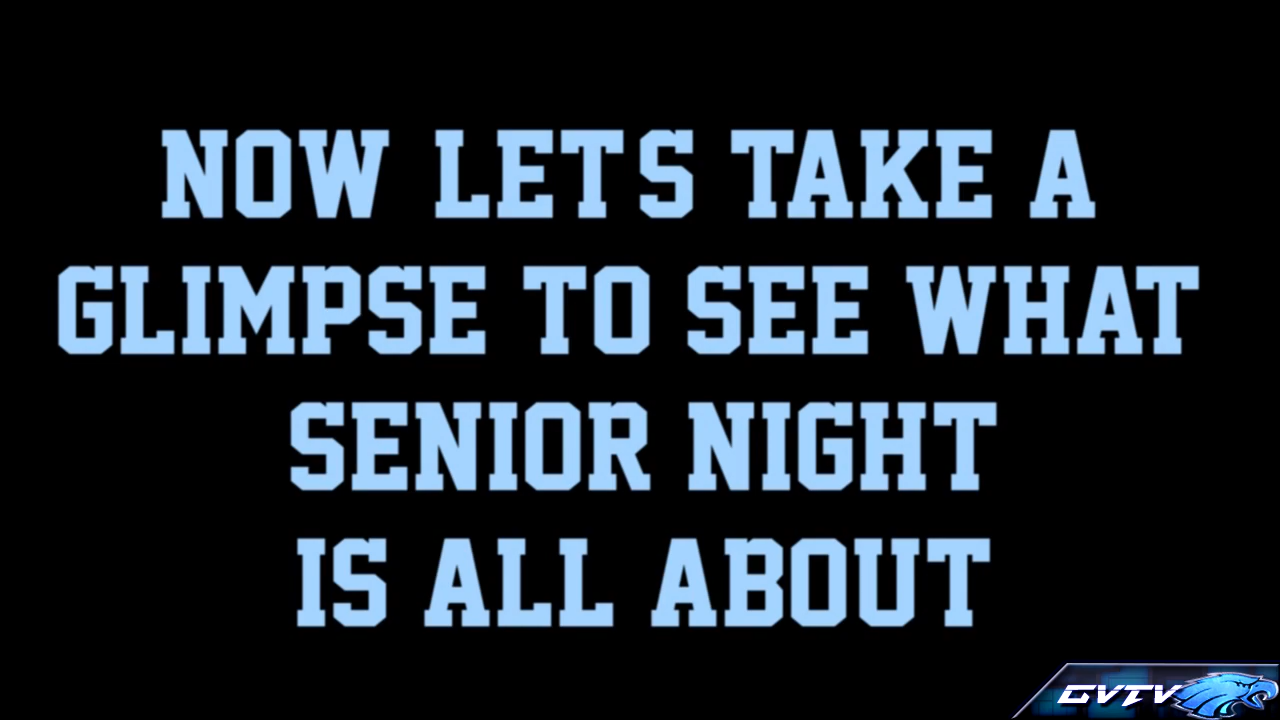 NOW LETS TAKE A
GLIMPSE TO SEE WHAT
SENIOR NIGHT
IS ALL ABOUT
GVTV